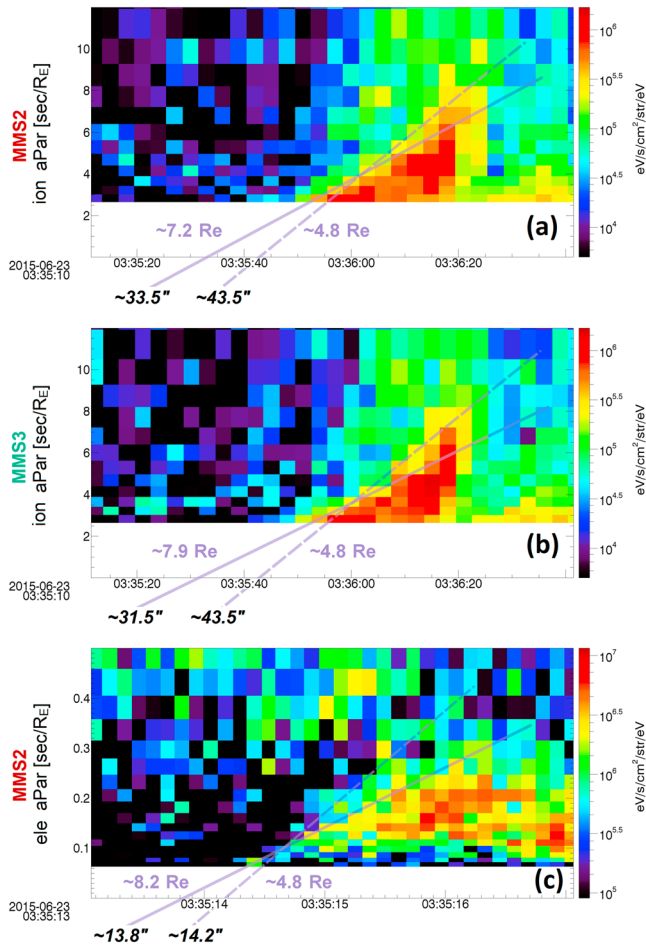 MMS2
ion aPar [sec/RE]
10
8
6
4
2
10^6
10^5.5
10^5
10^4.5
10^4
eV/s/cm²/str/eV
~7.2 Re
~4.8 Re
(a)
2015-06-23
03:35:10
03:35:20
03:35:40
03:36:00
03:36:20
~33.5"
~43.5"
MMS3
ion aPar [sec/RE]
10
8
6
4
2
10^6
10^5.5
10^5
10^4.5
10^4
eV/s/cm²/str/eV
~7.9 Re
~4.8 Re
(b)
2015-06-23
03:35:10
03:35:20
03:35:40
03:36:00
03:36:20
~31.5"
~43.5"
MMS2
ele aPar [sec/RE]
0.4
0.3
0.2
0.1
10^7
10^6.5
10^6
10^5.5
10^5
eV/s/cm²/str/eV
~8.2 Re
~4.8 Re
(c)
2015-06-23
03:35:13
03:35:14
03:35:15
03:35:16
~13.8"
~14.2"